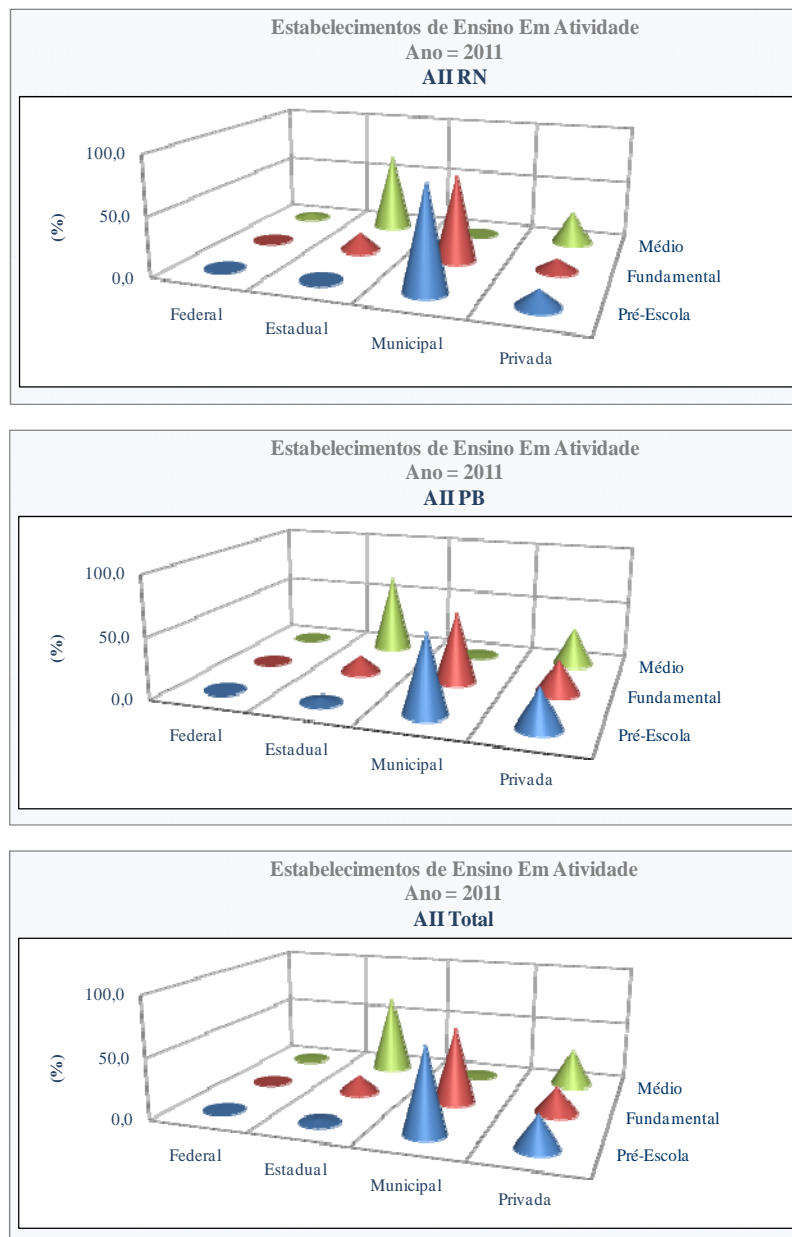 Estabelecimentos de Ensino Em Atividade
Ano = 2011
AII RN
100,0
50,0
0,0
(%)
Federal
Estadual
Municipal
Privada
Médio
Fundamental
Pré-Escola
Estabelecimentos de Ensino Em Atividade
Ano = 2011
AII PB
100,0
50,0
0,0
(%)
Federal
Estadual
Municipal
Privada
Médio
Fundamental
Pré-Escola
Estabelecimentos de Ensino Em Atividade
Ano = 2011
AII Total
100,0
50,0
0,0
(%)
Federal
Estadual
Municipal
Privada
Médio
Fundamental
Pré-Escola